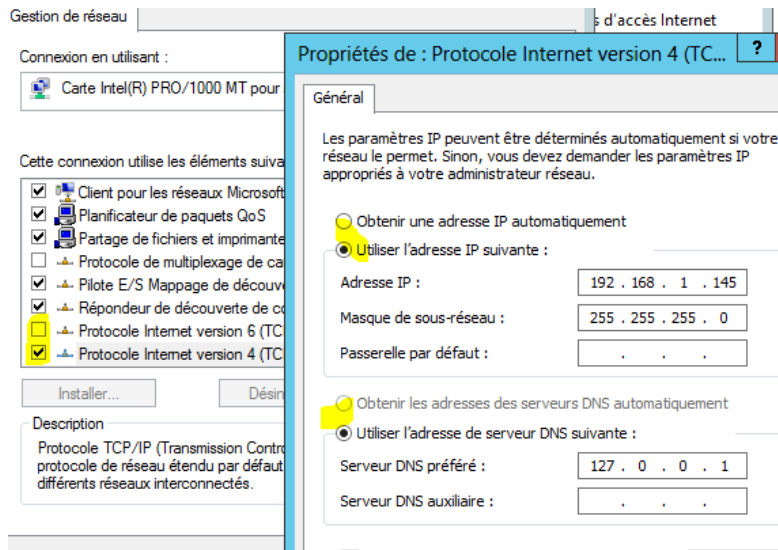 Gestion de réseau
s d'accès Internet
Connexion en utilisant :
Carte Intel(R) PRO/1000 MT pour
Cette connexion utilise les éléments suiva
Client pour les réseaux Microsoft
Planificateur de paquets QoS
Partage de fichiers et imprimante
Protocole de multiplexage de ca
Pilote E/S Mappage de découve
Répondeur de découverte de co
Protocole Internet version 6 (TC
Protocole Internet version 4 (TC
Installer...
Désin
Description
Protocole TCP/IP (Transmission Contro
protocole de réseau étendu par défaut
différents réseaux interconnectés.
Propriétés de : Protocole Internet version 4 (TC...
?
Général
Les paramètres IP peuvent être déterminés automatiquement si votre
réseau le permet. Sinon, vous devez demander les paramètres IP
appropriés à votre administrateur réseau.
Obtenir une adresse IP automatiquement
Utiliser l'adresse IP suivante :
Adresse IP :
192 . 168 . 1 . 145
Masque de sous-réseau :
255 . 255 . 255 . 0
Passerelle par défaut :
. . .
Obtenir les adresses des serveurs DNS automatiquement
Utiliser l'adresse de serveur DNS suivante :
Serveur DNS préféré :
127 . 0 . 0 . 1
Serveur DNS auxiliaire :
. . .